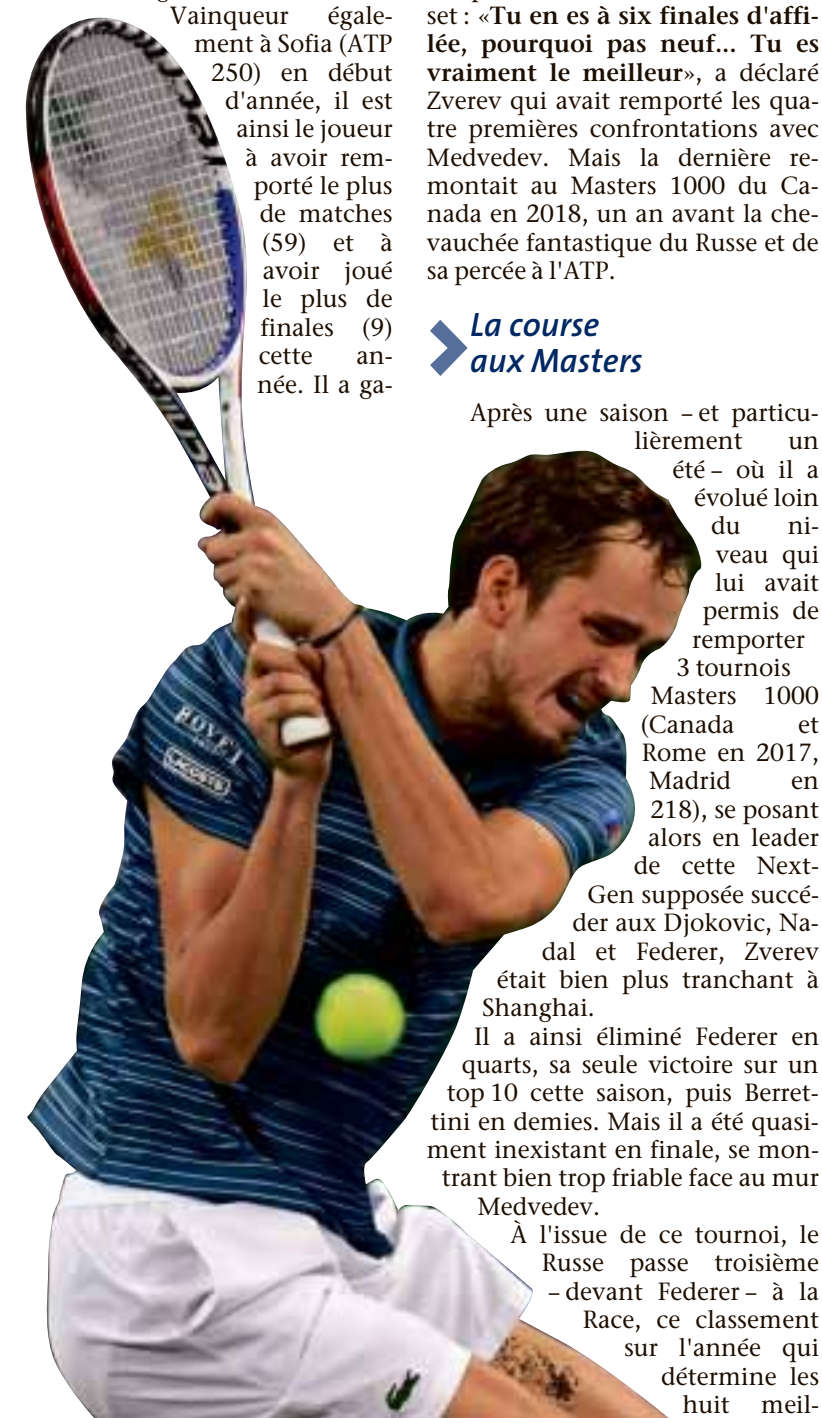 Vainqueur égale-
ment à Sofia (ATP
250) en début
d'année, il est
ainsi le joueur
à avoir rem-
porté le plus
de matches
(59) et à
avoir joué
le plus de
finales (9)
cette an-
née. Il a ga-
set : «Tu en es à six finales d'affi-
lée, pourquoi pas neuf... Tu es
vraiment le meilleur», a déclaré
Zverev qui avait remporté les qua-
tre premières confrontations avec
Medvedev. Mais la dernière re-
montait au Masters 1000 du Ca-
nada en 2018, un an avant la che-
vauchée fantastique du Russe et de
sa percée à l'ATP.
La course
aux Masters
Après une saison – et particu-
lièrement un
été – où il a
évolué loin
du ni-
veau qui
lui avait
permis de
remporter
3 tournois
Masters 1000
(Canada et
Rome en 2017,
Madrid en
218), se posant
alors en leader
de cette Next-
Gen supposée succé-
der aux Djokovic, Na-
dal et Federer, Zverev
était bien plus tranchant à
Shanghai.
Il a ainsi éliminé Federer en
quarts, sa seule victoire sur un
top 10 cette saison, puis Berret-
tini en demies. Mais il a été quasi-
ment inexistant en finale, se mon-
trant bien trop friable face au mur
Medvedev.
À l'issue de ce tournoi, le
Russe passe troisième
– devant Federer – à la
Race, ce classement
sur l'année qui
détermine les
huit meil-
LACOSTE